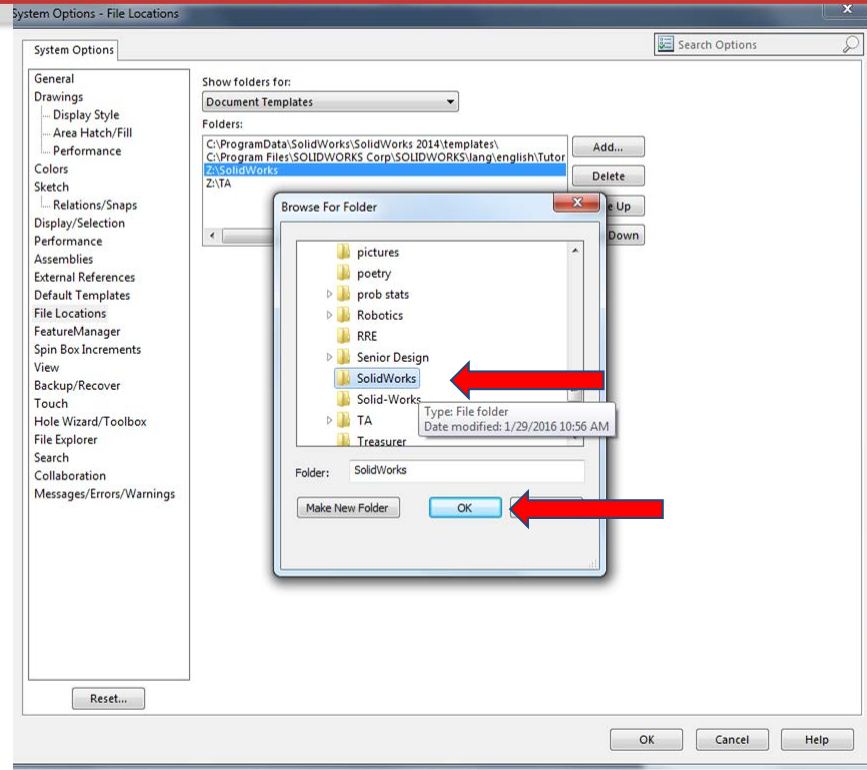 System Options - File Locations
x
System Options
Search Options
General
Drawings
Display Style
Area Hatch/Fill
Performance
Colors
Sketch
Relations/Snaps
Display/Selection
Performance
Assemblies
External References
Default Templates
File Locations
FeatureManager
Spin Box Increments
View
Backup/Recover
Touch
Hole Wizard/Toolbox
File Explorer
Search
Collaboration
Messages/Errors/Warnings
Reset...
Show folders for:
Document Templates
Folders:
C:\ProgramData\SolidWorks\SolidWorks 2014\templates\
C:\Program Files\SOLIDWORKS Corp\SOLIDWORKS\lang\english\Tutor
Z:\SolidWorks
Z:\TA
Add...
Delete
e Up
Down
Browse For Folder
x
pictures
poetry
prob stats
Robotics
RRE
Senior Design
SolidWorks
Solid-Works
TA
Treasurer
Type: File folder
Date modified: 1/29/2016 10:56 AM
Folder: SolidWorks
Make New Folder OK
OK Cancel Help